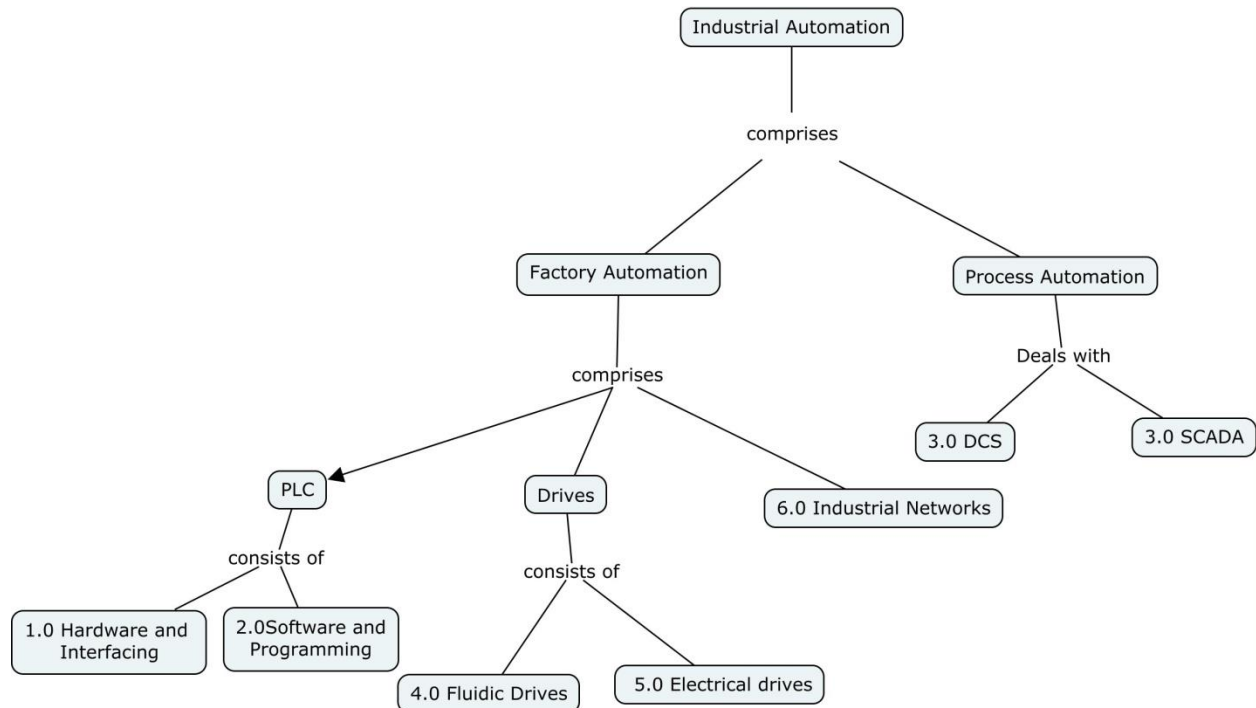 Industrial Automation
comprises
Factory Automation
Process Automation
Deals with
comprises
3.0 DCS
3.0 SCADA
PLC
Drives
6.0 Industrial Networks
consists of
consists of
1.0 Hardware and
Interfacing
2.0Software and
Programming
4.0 Fluidic Drives
5.0 Electrical drives